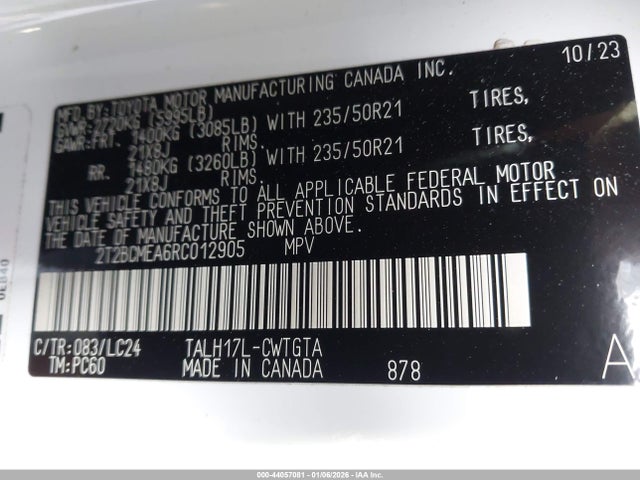 10/23
MFD.BY:TOYOTA MOTOR MANUFACTURING CANADA INC.
GVWR:2720KG (5995LB)
GAWR:FRT. 1400KG (3085LB) WITH 235/50R21 TIRES,
21X8J RIMS.
RR. 1480KG (3260LB) WITH 235/50R21 TIRES,
21X8J RIMS.
THIS VEHICLE CONFORMS TO ALL APPLICABLE FEDERAL MOTOR
VEHICLE SAFETY AND THEFT PREVENTION STANDARDS IN EFFECT ON
THE DATE OF MANUFACTURE SHOWN ABOVE.
2T2BCMEA6RC012905 MPV
C/TR:083/LC24 TALH17L-CWTGTA
TM:PC60 MADE IN CANADA 878 A
0EB40
000-44057081 - 01/06/2026 - IAAI.COM